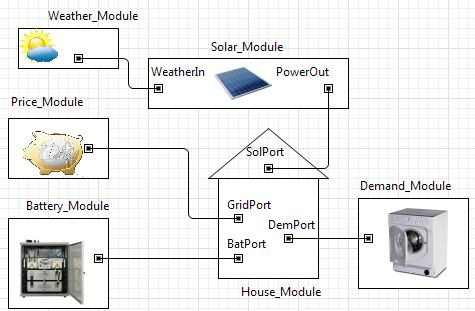 Weather_Module
Solar_Module
WeatherIn
PowerOut
Price_Module
SolPort
Demand_Module
GridPort
Battery_Module
DemPort
BatPort
House_Module